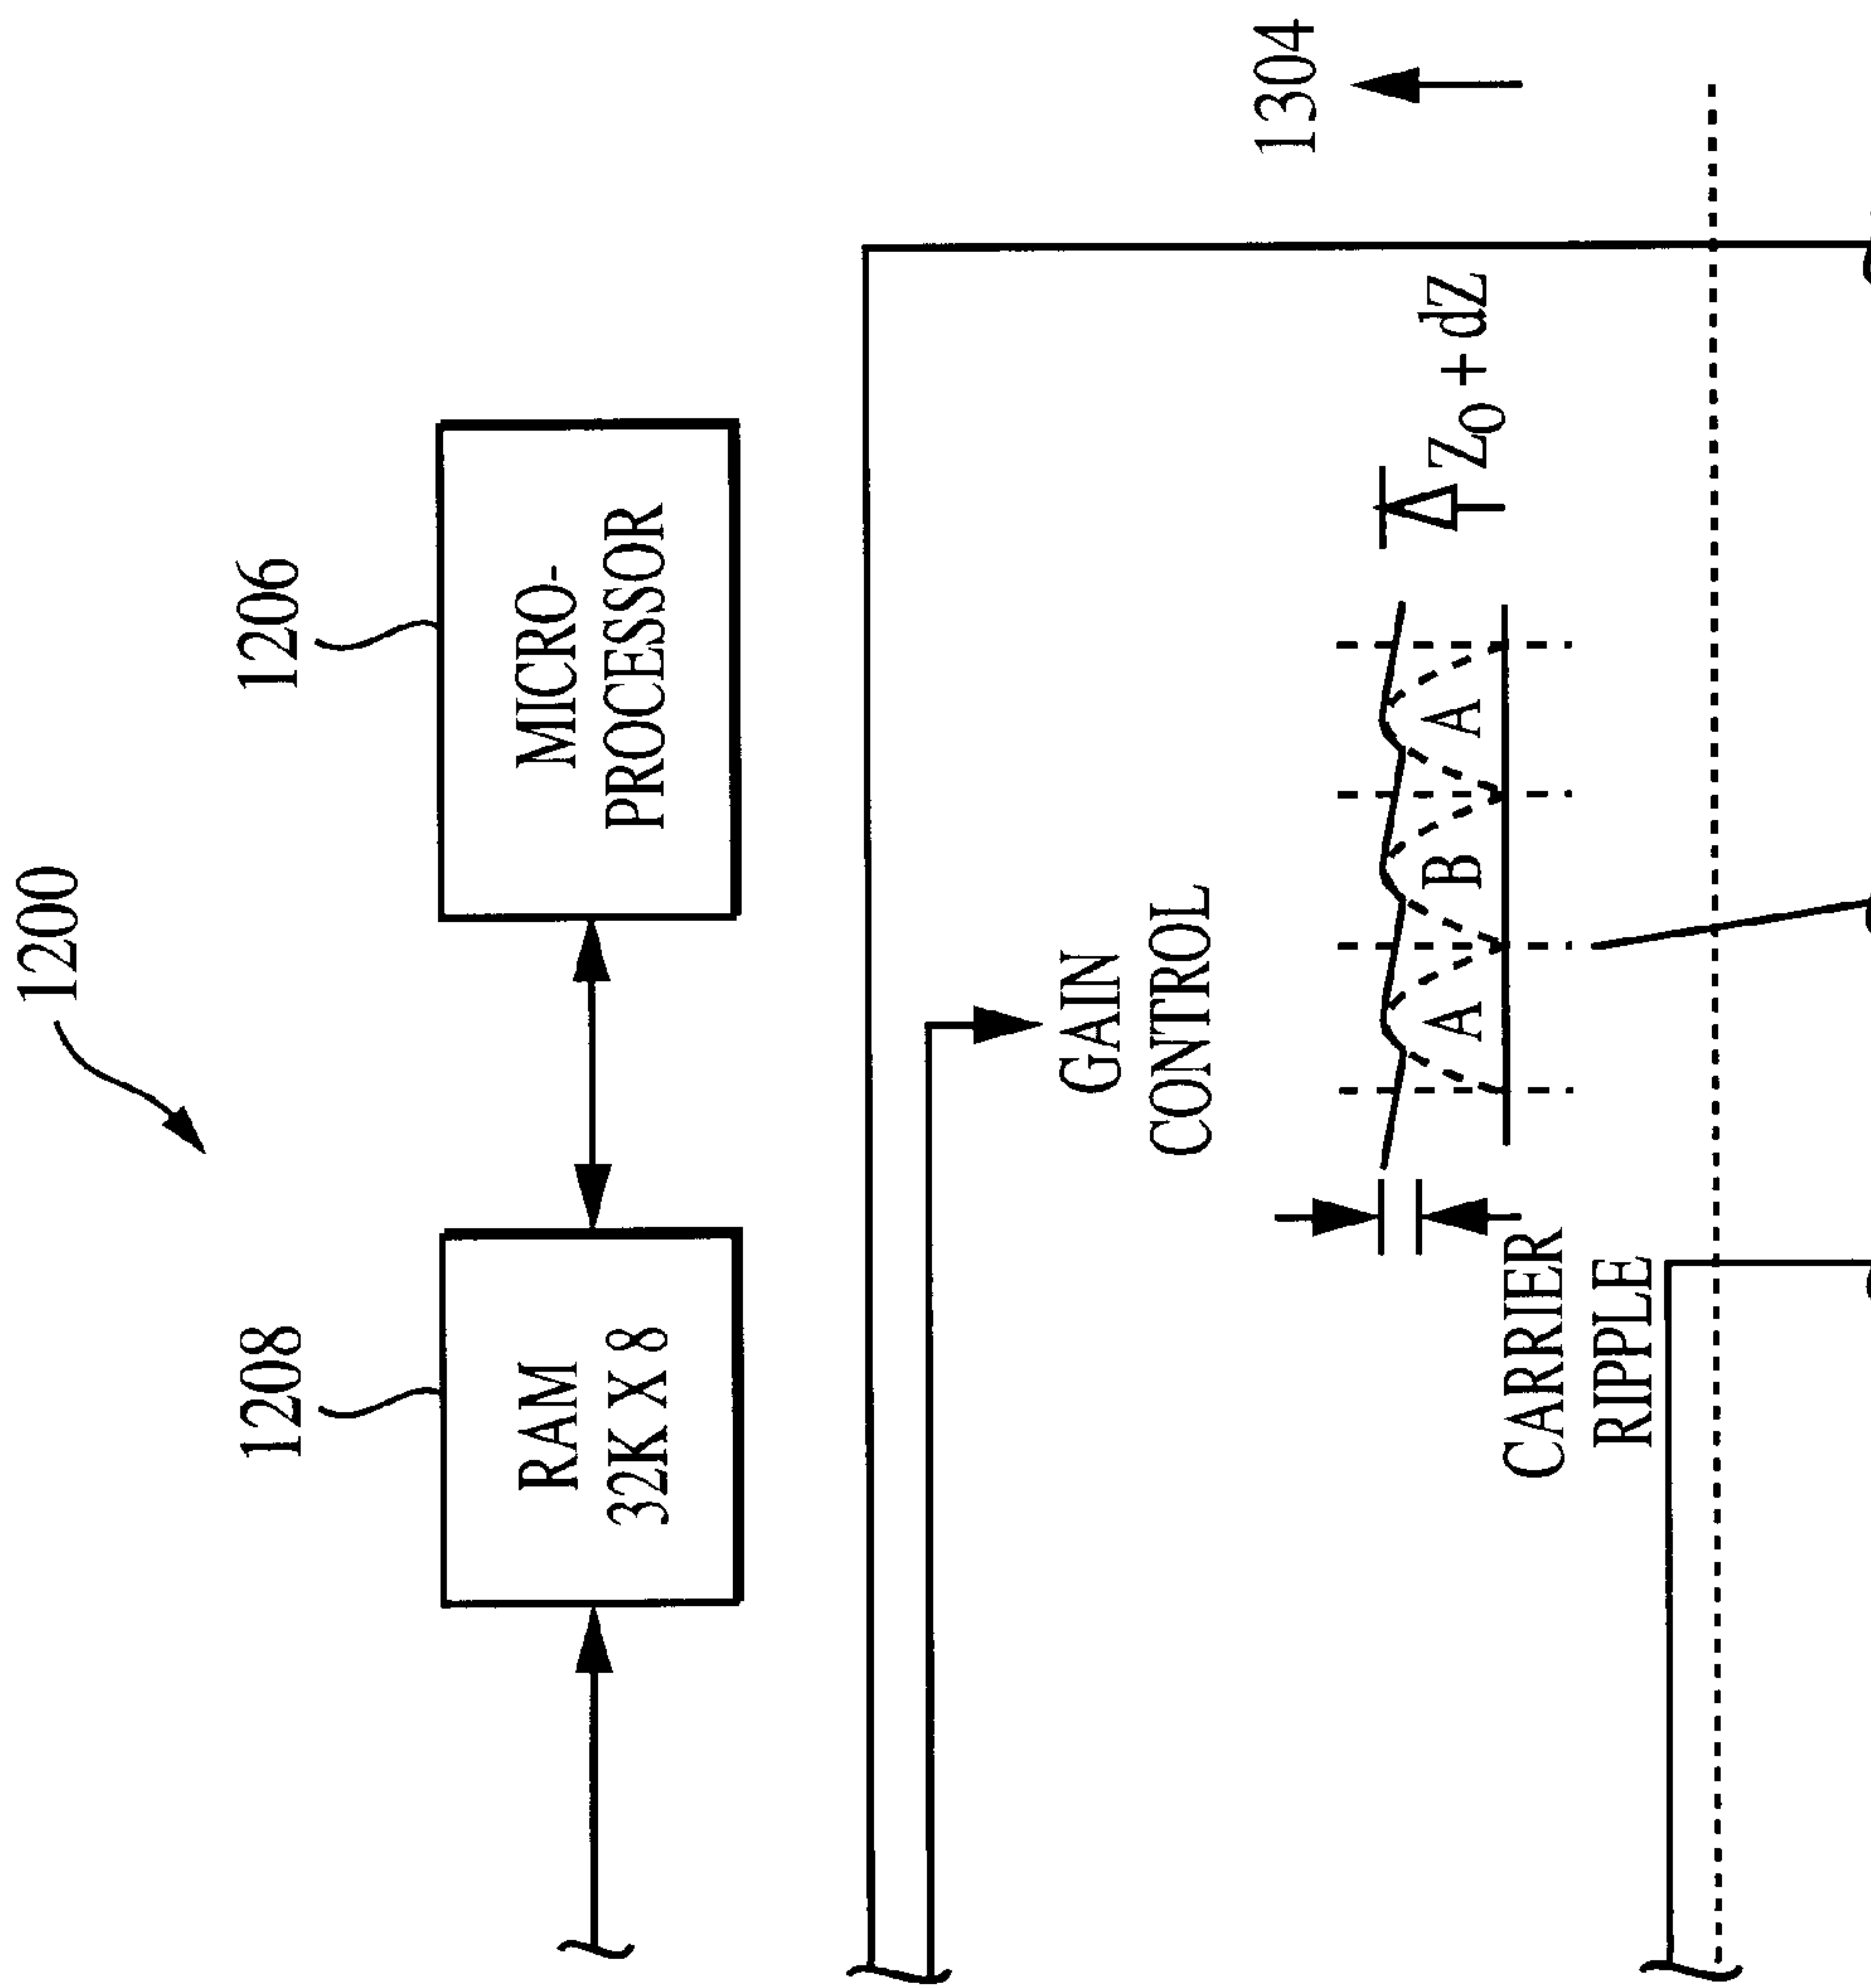 1200
1208
RAM
32K X 8
1206
MICRO-
PROCESSOR
GAIN
CONTROL
1304
CARRIER
RIPPLE
A B A
Z0 + dZ